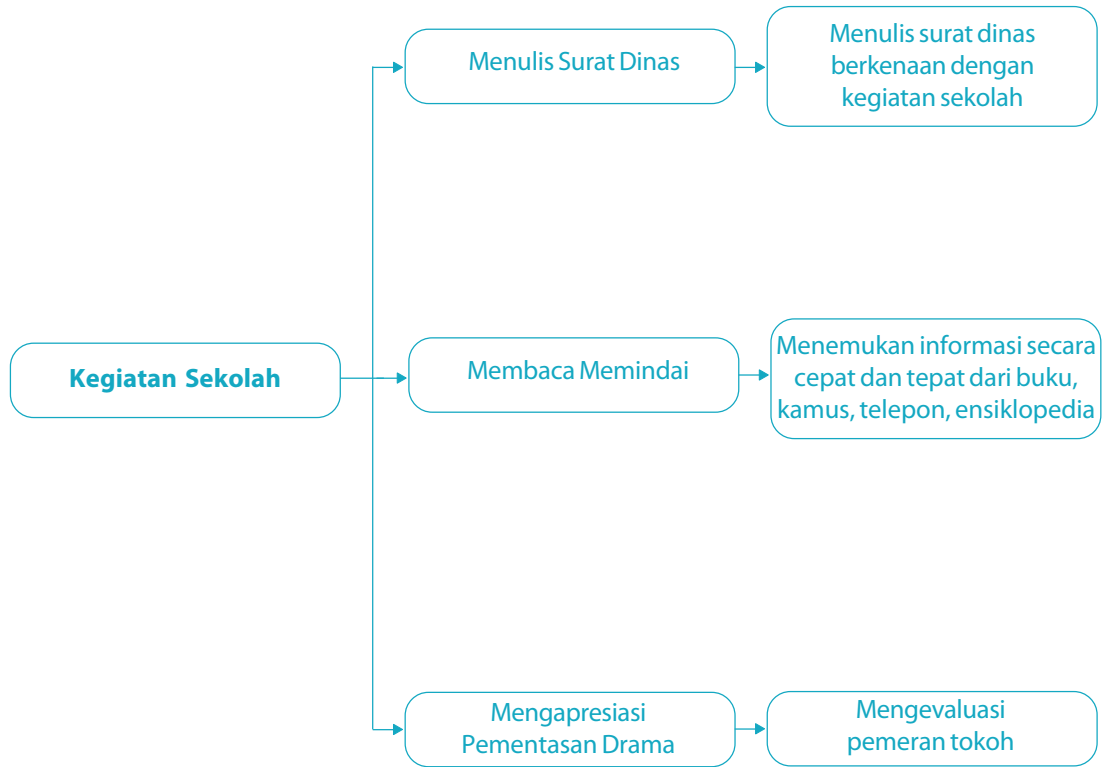 Menulis Surat Dinas
Menulis surat dinas
berkenaan dengan
kegiatan sekolah
Kegiatan Sekolah
Membaca Memindai
Menemukan informasi secara
cepat dan tepat dari buku,
kamus, telepon, ensiklopedia
Mengapresiasi
Pementasan Drama
Mengevaluasi
pemeran tokoh